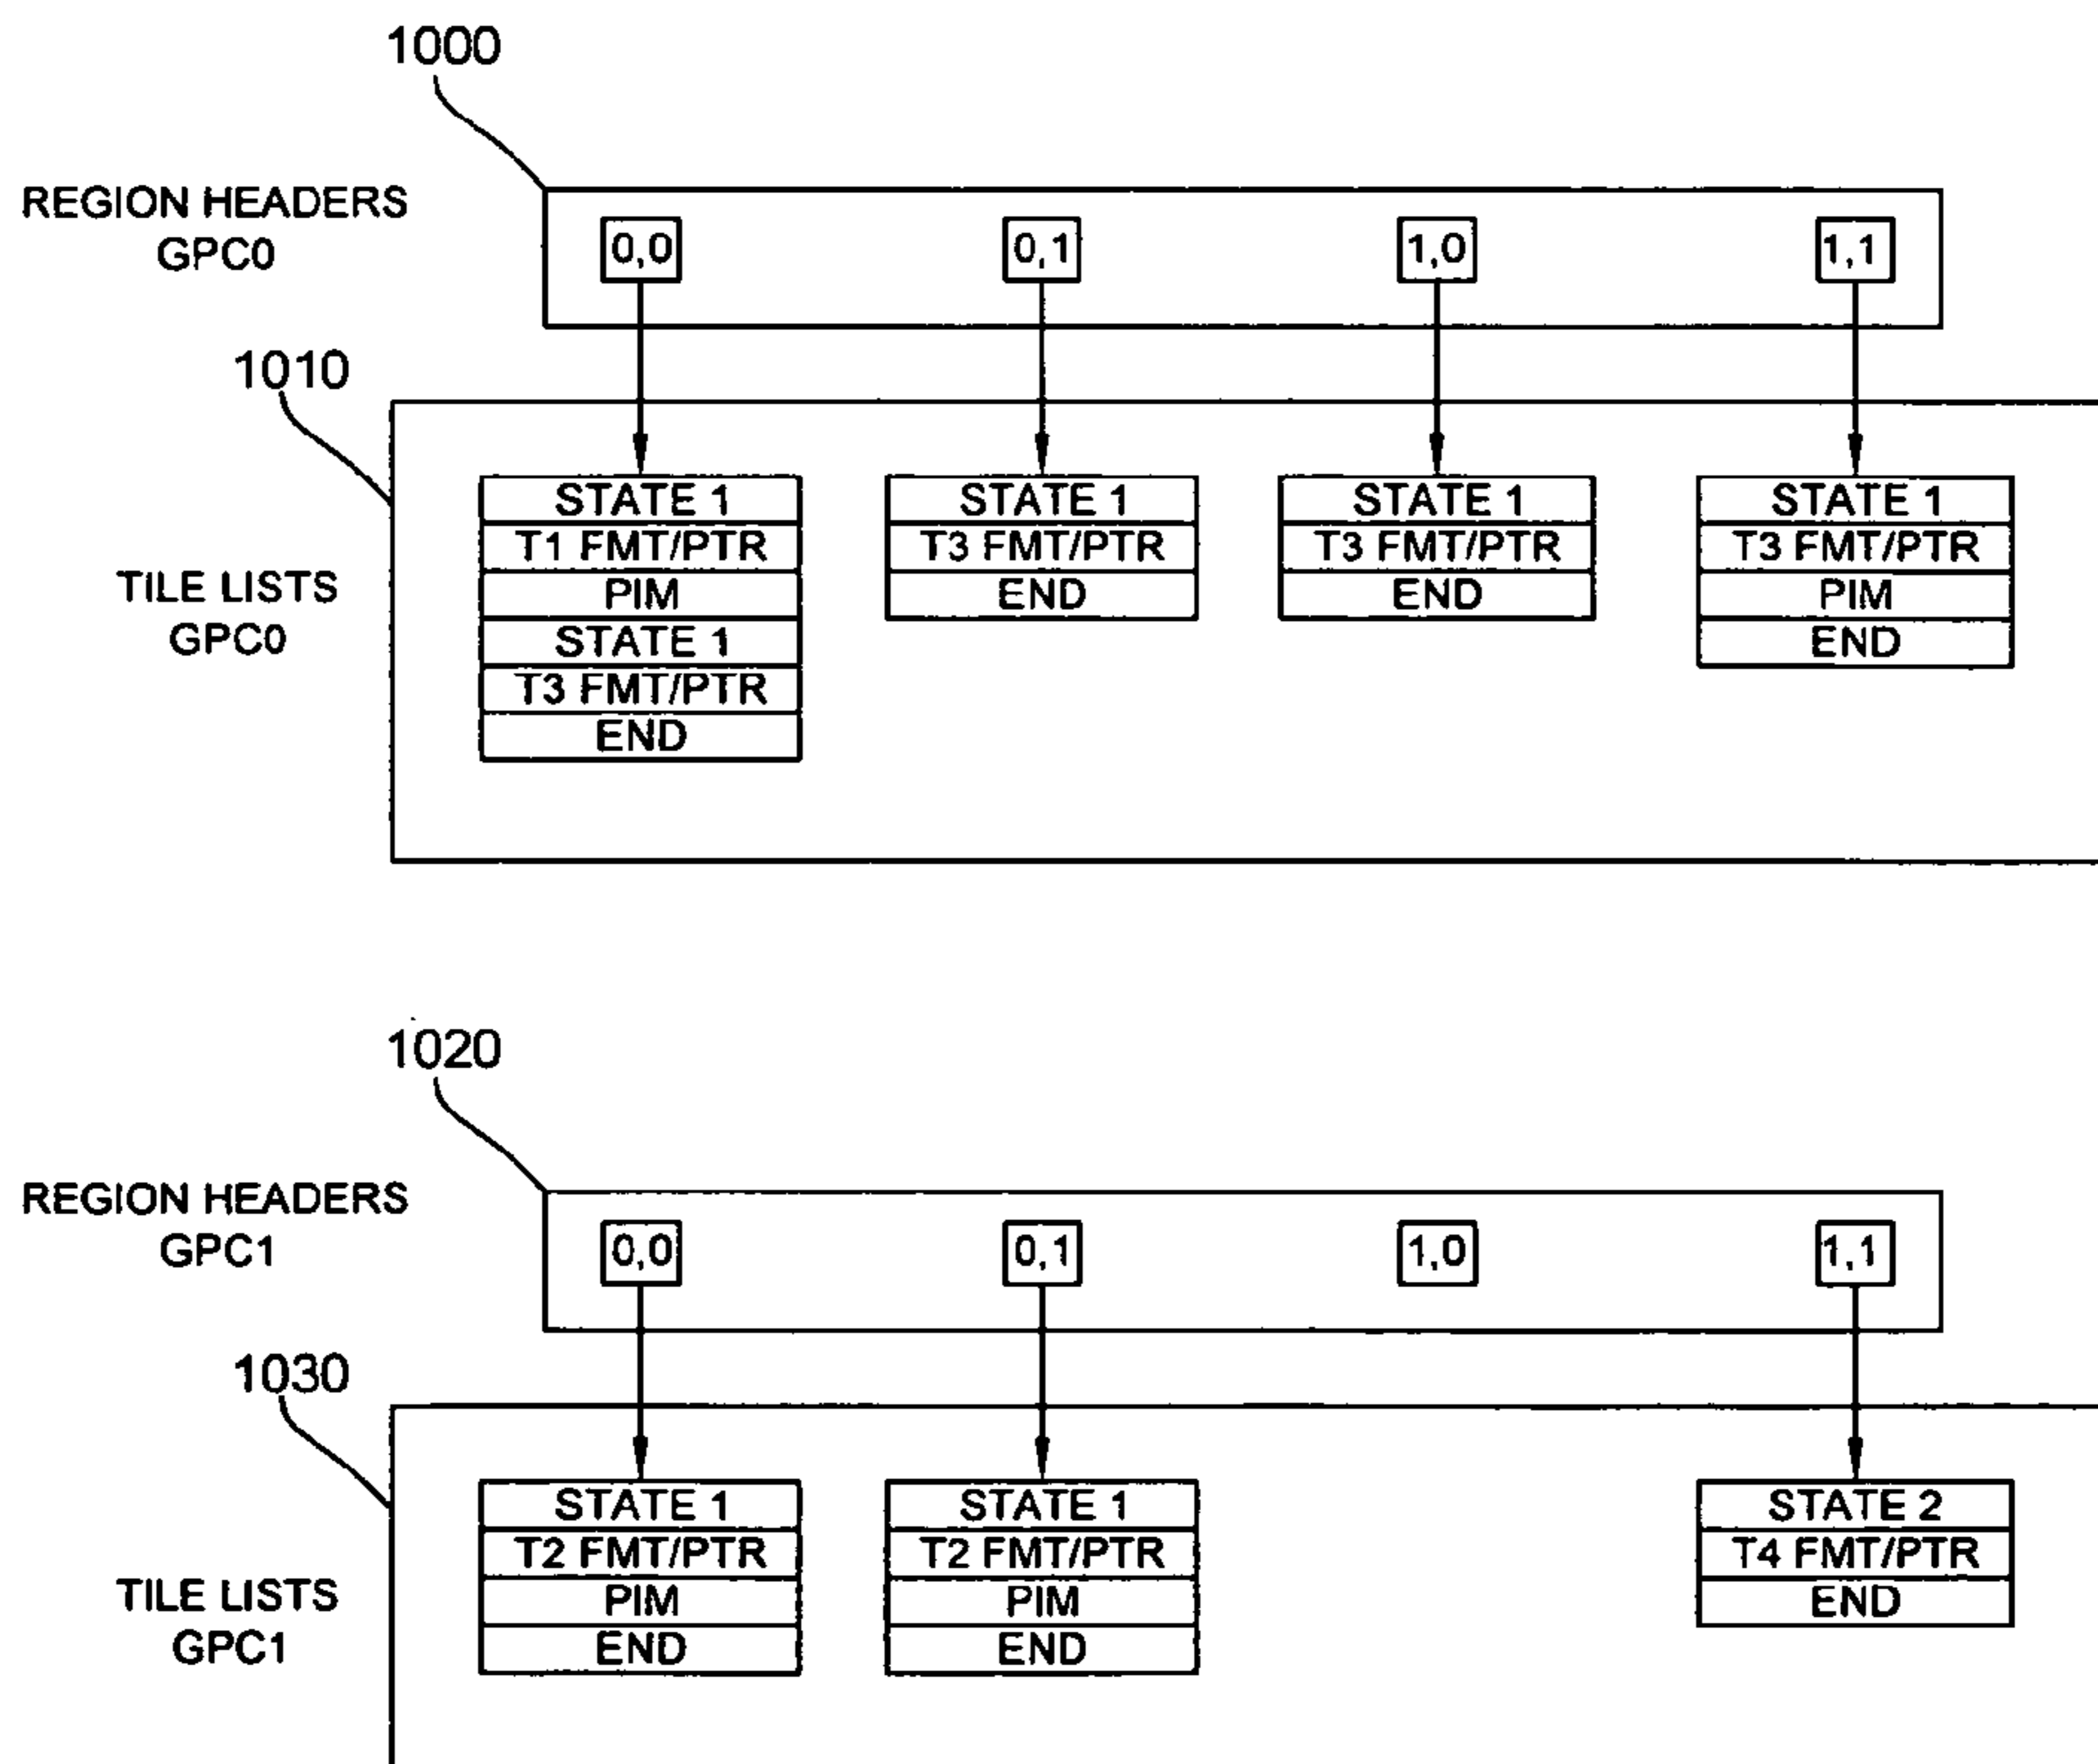 1000
REGION HEADERS
GPC0
0,0 0,1 1,0 1,1
1010
TILE LISTS
GPC0
STATE 1
T1 FMT/PTR
PIM
STATE 1
T3 FMT/PTR
END
STATE 1
T3 FMT/PTR
END
STATE 1
T3 FMT/PTR
END
STATE 1
T3 FMT/PTR
PIM
END
1020
REGION HEADERS
GPC1
0,0 0,1 1,0 1,1
1030
TILE LISTS
GPC1
STATE 1
T2 FMT/PTR
PIM
END
STATE 1
T2 FMT/PTR
PIM
END
STATE 2
T4 FMT/PTR
END